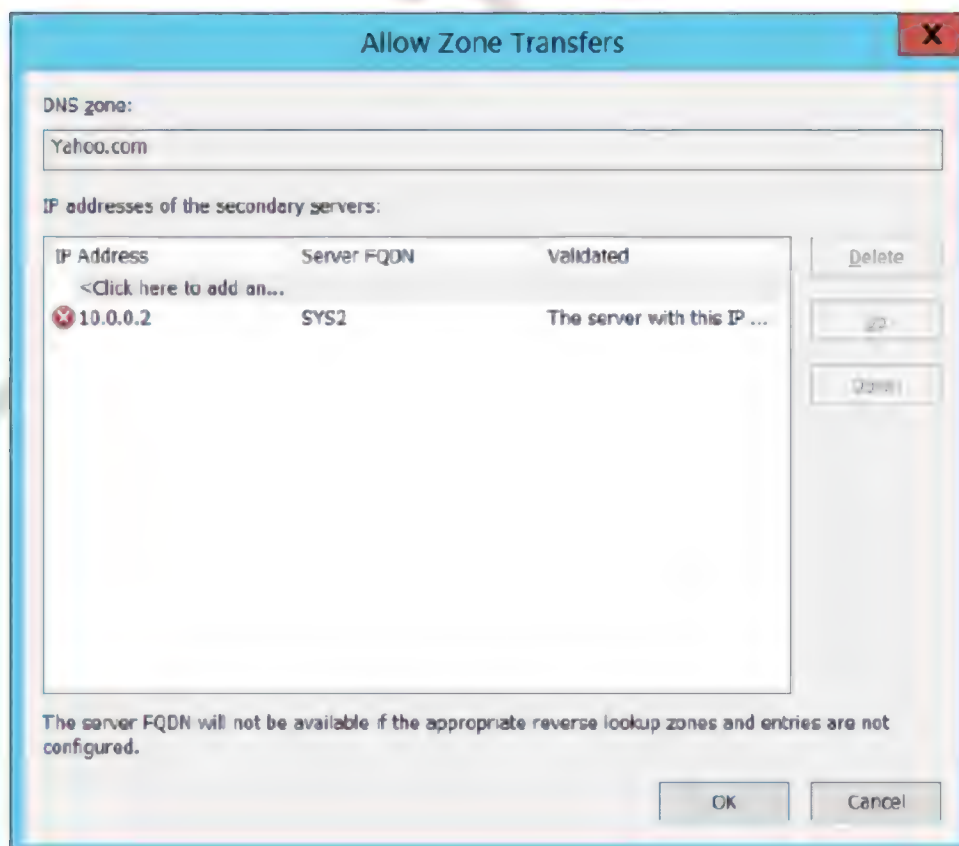 Allow Zone Transfers
X
DNS zone:
Yahoo.com
IP addresses of the secondary servers:
IP Address Server FQDN Validated
<Click here to add an...
10.0.0.2 SYS2 The server with this IP ...
Delete
Up
Down
The server FQDN will not be available if the appropriate reverse lookup zones and entries are not
configured.
OK Cancel